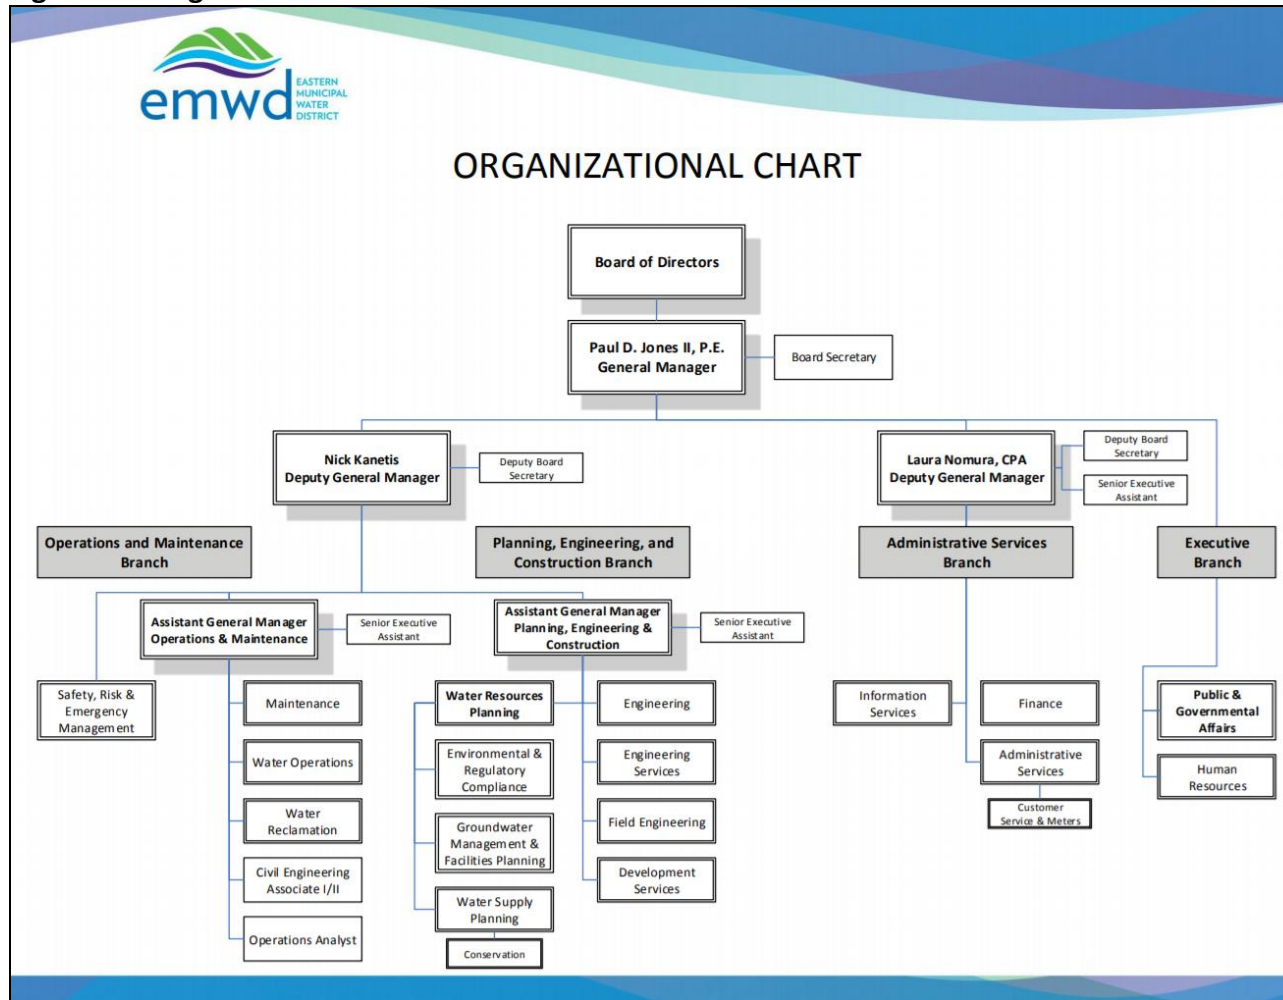 emwd
EASTERN
MUNICIPAL
WATER
DISTRICT
ORGANIZATIONAL CHART
Board of Directors
Paul D. Jones II, P.E.
General Manager
Board Secretary
Nick Kanetis
Deputy General Manager
Deputy Board
Secretary
Laura Nomura, CPA
Deputy General Manager
Deputy Board
Secretary
Senior Executive
Assistant
Operations and Maintenance
Branch
Planning, Engineering, and
Construction Branch
Administrative Services
Branch
Executive
Branch
Assistant General Manager
Operations & Maintenance
Senior Executive
Assistant
Assistant General Manager
Planning, Engineering &
Construction
Senior Executive
Assistant
Safety, Risk &
Emergency
Management
Maintenance
Water Operations
Water
Reclamation
Civil Engineering
Associate I/II
Operations Analyst
Water Resources
Planning
Environmental &
Regulatory
Compliance
Groundwater
Management &
Facilities Planning
Water Supply
Planning
Conservation
Engineering
Engineering
Services
Field Engineering
Development
Services
Information
Services
Finance
Administrative
Services
Customer
Service & Meters
Public &
Governmental
Affairs
Human
Resources